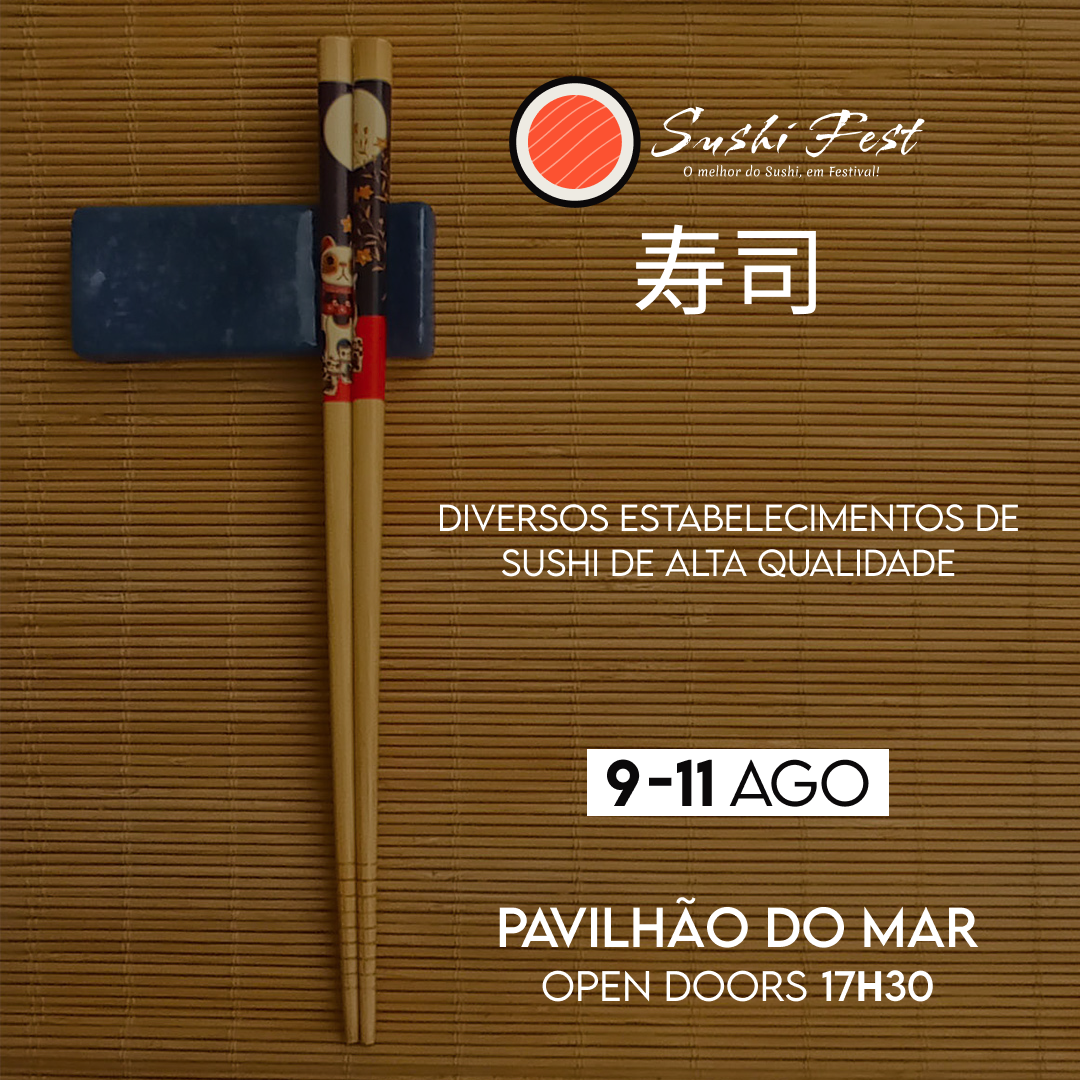 Sushi Fest
O melhor do Sushi, em Festival!
寿司
DIVERSOS ESTABELECIMENTOS DE
SUSHI DE ALTA QUALIDADE
9-11 AGO
PAVILHÃO DO MAR
OPEN DOORS 17H30